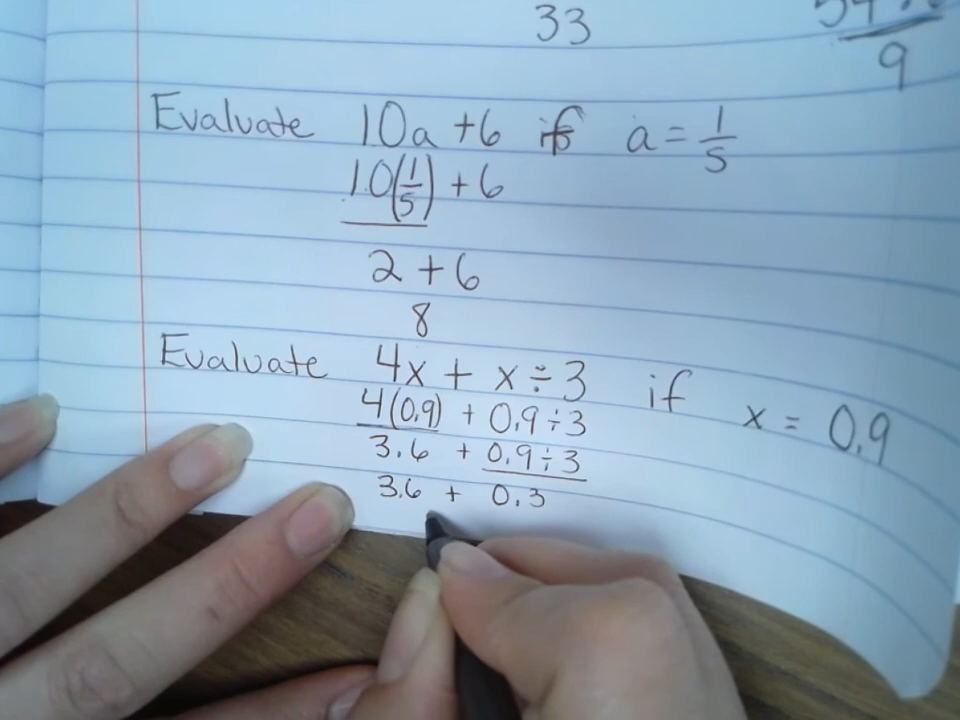 33
9
Evaluate 10a + 6 if a = 1/5
10(1/5) + 6
2 + 6
8
Evaluate 4x + x ÷ 3 if x = 0.9
4(0.9) + 0.9 ÷ 3
3.6 + 0.9 ÷ 3
3.6 + 0.3